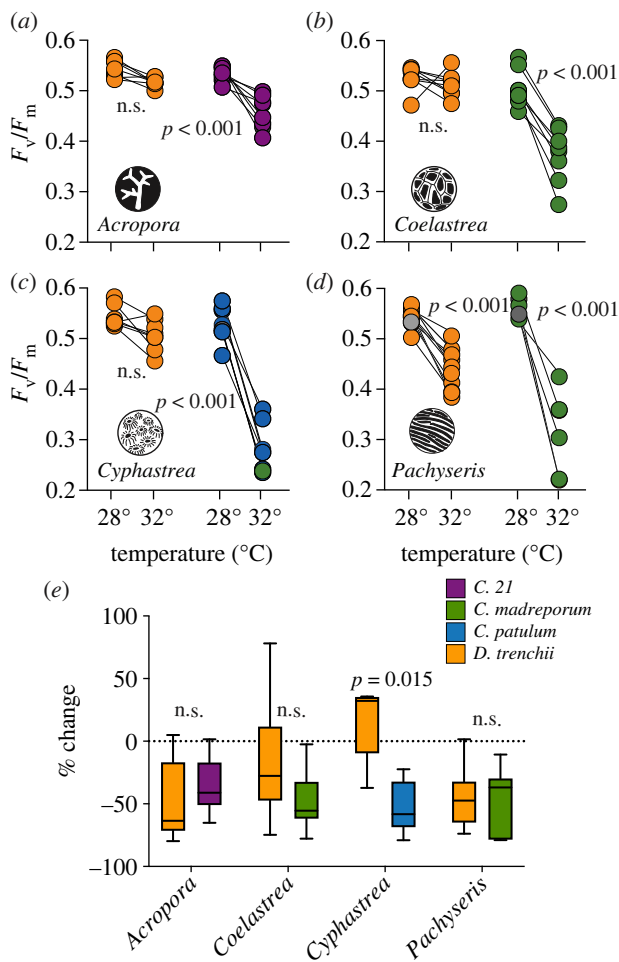 (a)
(b)
0.6
0.5
0.4
0.3
0.2
Fv/Fm
n.s.
p < 0.001
Acropora
0.6
0.5
0.4
0.3
0.2
p < 0.001
n.s.
Coelastrea
(c)
(d)
0.6
0.5
0.4
0.3
0.2
Fv/Fm
n.s.
p < 0.001
Cyphastrea
28° 32° 28° 32°
temperature (°C)
0.6
0.5
0.4
0.3
0.2
p < 0.001
p < 0.001
Pachyseris
28° 32° 28° 32°
temperature (°C)
(e)
C. 21
C. madreporum
C. patulum
D. trenchii
100
50
0
−50
−100
% change
n.s.
n.s.
p = 0.015
n.s.
Acropora
Coelastrea
Cyphastrea
Pachyseris